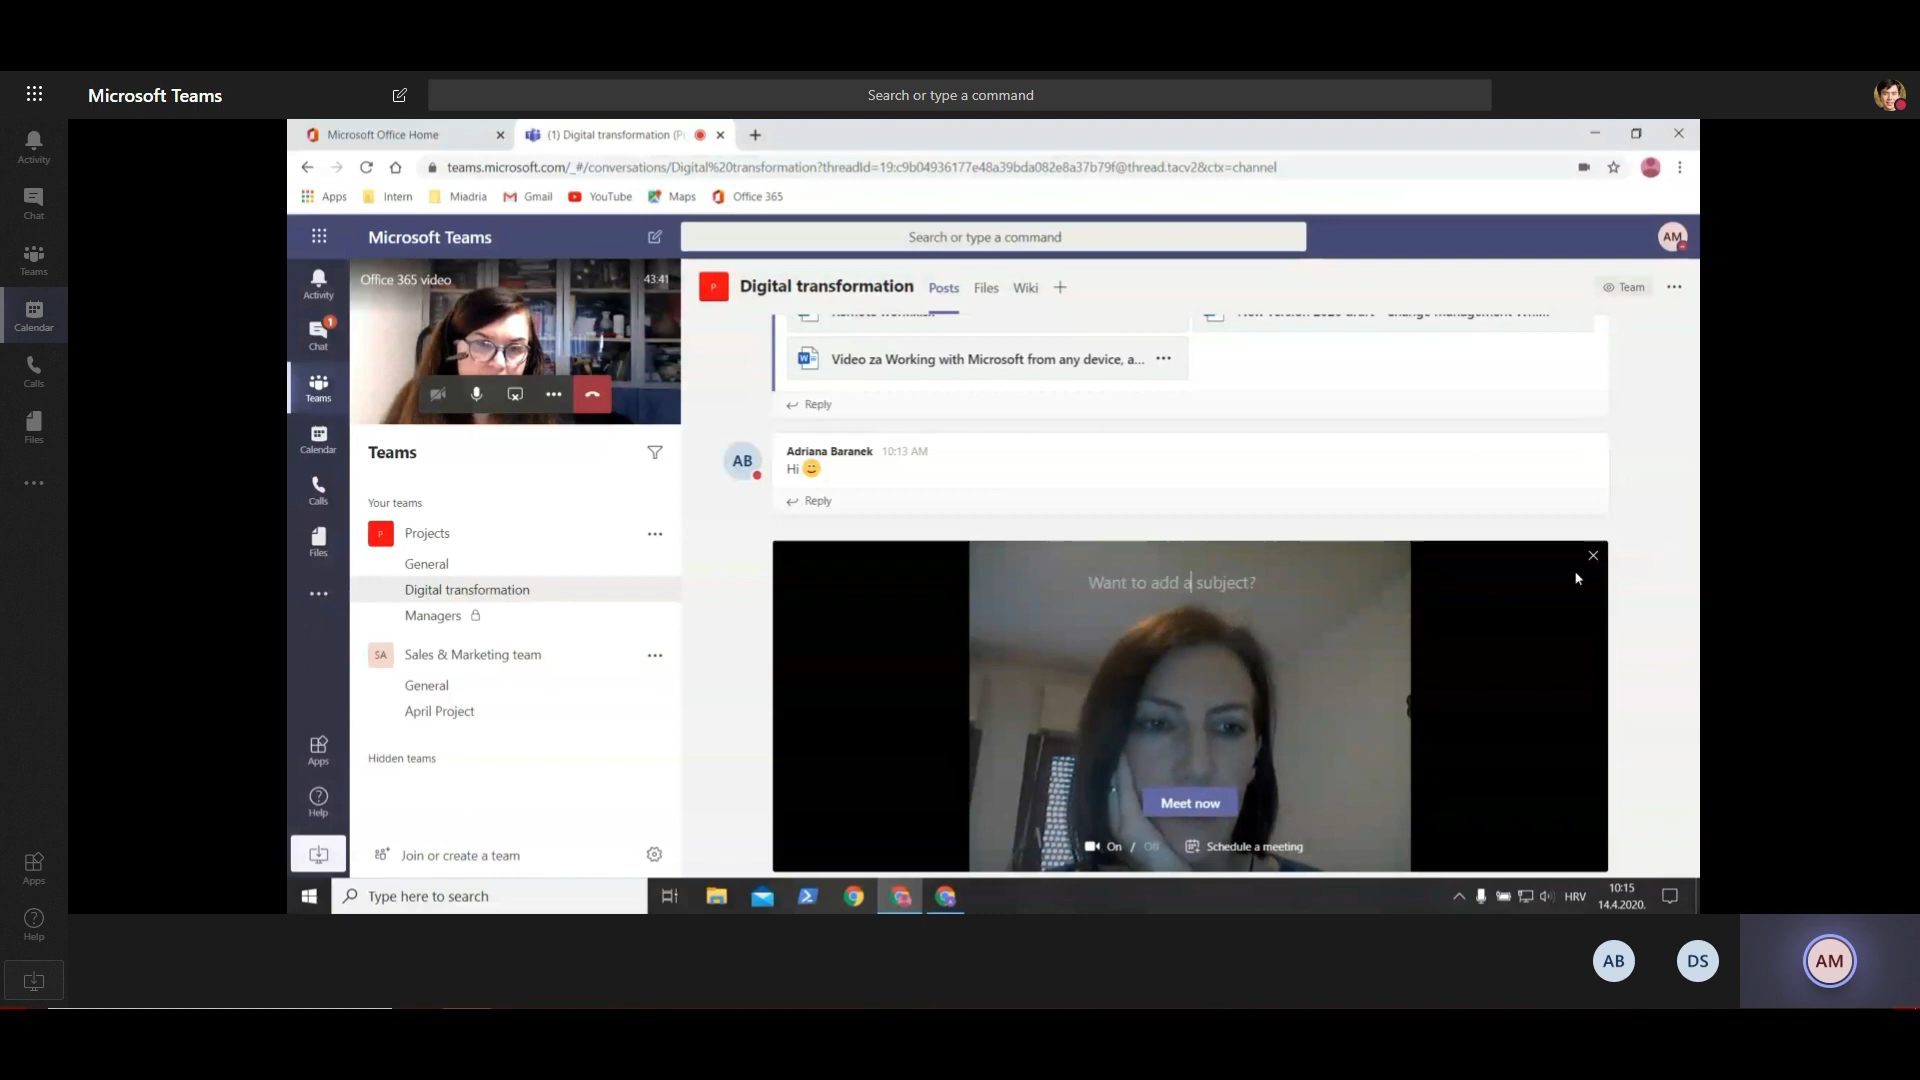 Microsoft Teams
Search or type a command
Activity
Chat
Teams
Calendar
Calls
Files
Apps
Help
Microsoft Office Home
(1) Digital transformation (P
teams.microsoft.com/_#/conversations/Digital%20transformation?threadId=19:c9b04936177e48a39bda082e8a37b79f@thread.tacv2&ctx=channel
Apps
Intern
Miadria
Gmail
YouTube
Maps
Office 365
Microsoft Teams
Search or type a command
AM
Activity
1
Chat
Teams
Calendar
Calls
Files
Apps
Help
Office 365 video
43:41
Teams
Your teams
P
Projects
General
Digital transformation
Managers
SA
Sales & Marketing team
General
April Project
Hidden teams
Join or create a team
P
Digital transformation
Posts
Files
Wiki
Team
Video za Working with Microsoft from any device, a...
Reply
AB
Adriana Baranek 10:13 AM
Hi
Reply
Want to add a subject?
Meet now
On / Off
Schedule a meeting
Type here to search
HRV
10:15
14.4.2020.
AB
DS
AM